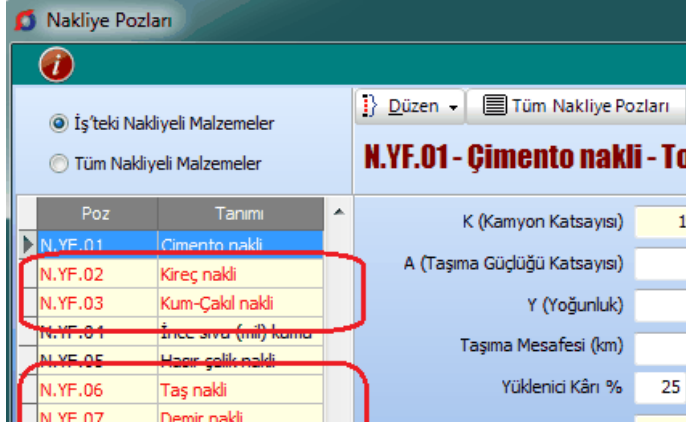 Nakliye Pozları
İş'teki Nakliyeli Malzemeler
Tüm Nakliyeli Malzemeler
Düzen
Tüm Nakliye Pozları
N.YF.01 - Çimento nakli - To
Poz Tanımı
N.YF.01 Çimento nakli
N.YF.02 Kireç nakli
N.YF.03 Kum-Çakıl nakli
N.YF.04 İnce sıva (mil) kumu
N.YF.05 Hasır çelik nakli
N.YF.06 Taş nakli
N.YF.07 Demir nakli
K (Kamyon Katsayısı) 1
A (Taşıma Güçlüğü Katsayısı)
Y (Yoğunluk)
Taşıma Mesafesi (km)
Yüklenici Kârı % 25